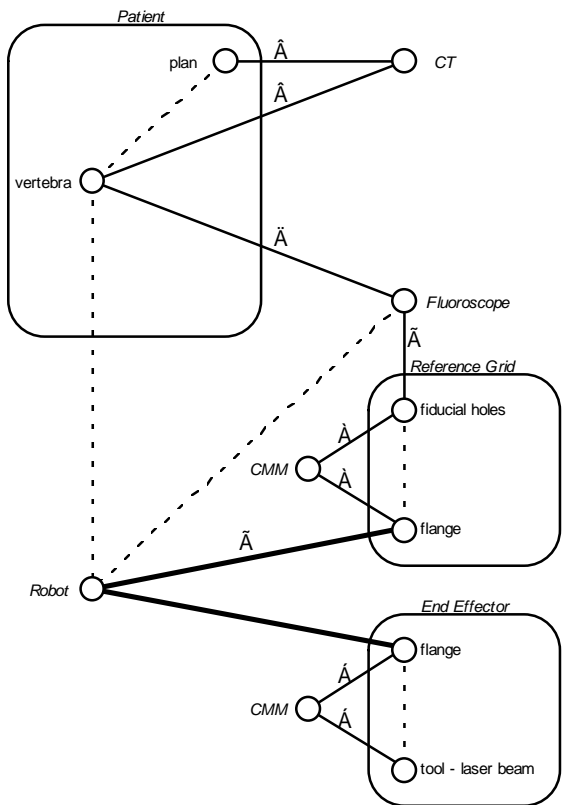 Patient
plan
Â
CT
Â
vertebra
Ä
Fluoroscope
Ã
Reference Grid
fiducial holes
À
CMM
À
Ã
flange
Robot
End Effector
flange
Á
CMM
Á
tool - laser beam